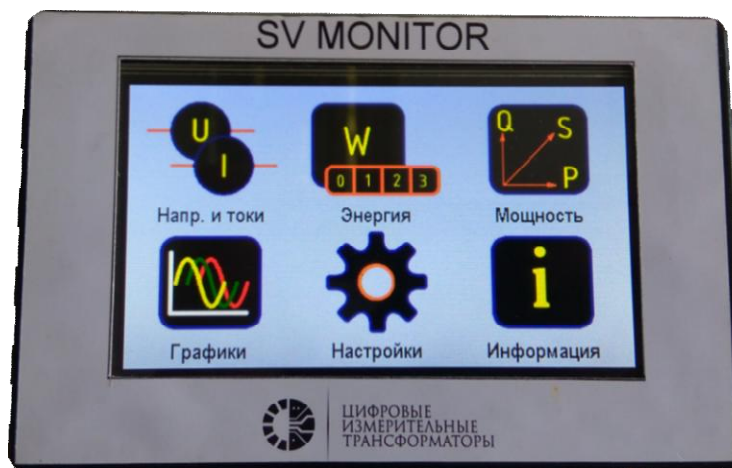 SV MONITOR
U
I
W
0 1 2 3
Q
S
P
Напр. и токи
Энергия
Мощность
i
Графики
Настройки
Информация
ЦИФРОВЫЕ
ИЗМЕРИТЕЛЬНЫЕ
ТРАНСФОРМАТОРЫ